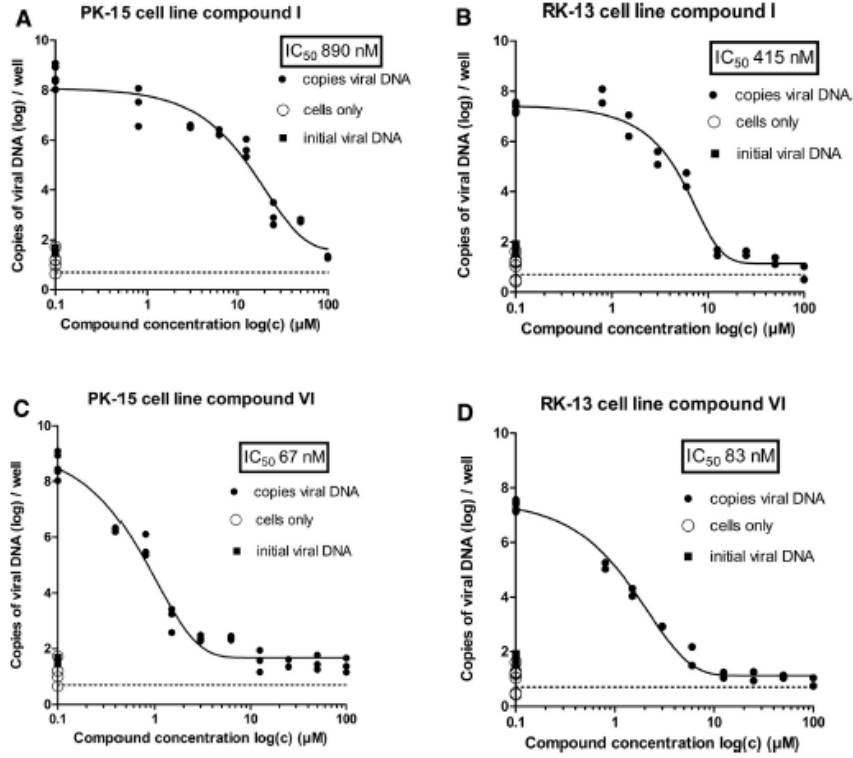 A
PK-15 cell line compound I
IC50 890 nM
copies viral DNA
cells only
initial viral DNA
Copies of viral DNA (log) / well
10
8
6
4
2
0
0.1
1
10
100
Compound concentration log(c) (µM)
B
RK-13 cell line compound I
IC50 415 nM
copies viral DNA.
cells only
initial viral DNA
Copies of viral DNA (log) / well
10
8
6
4
2
0
0.1
1
10
100
Compound concentration log(c) (µM)
C
PK-15 cell line compound VI
IC50 67 nM
copies viral DNA
cells only
initial viral DNA
Copies of viral DNA (log) / well
10
8
6
4
2
0
0.1
1
10
100
Compound concentration log(c) (µM)
D
RK-13 cell line compound VI
IC50 83 nM
copies viral DNA
cells only
initial viral DNA
Copies of viral DNA (log) / well
10
8
6
4
2
0
0.1
1
10
100
Compound concentration log(c) (µM)